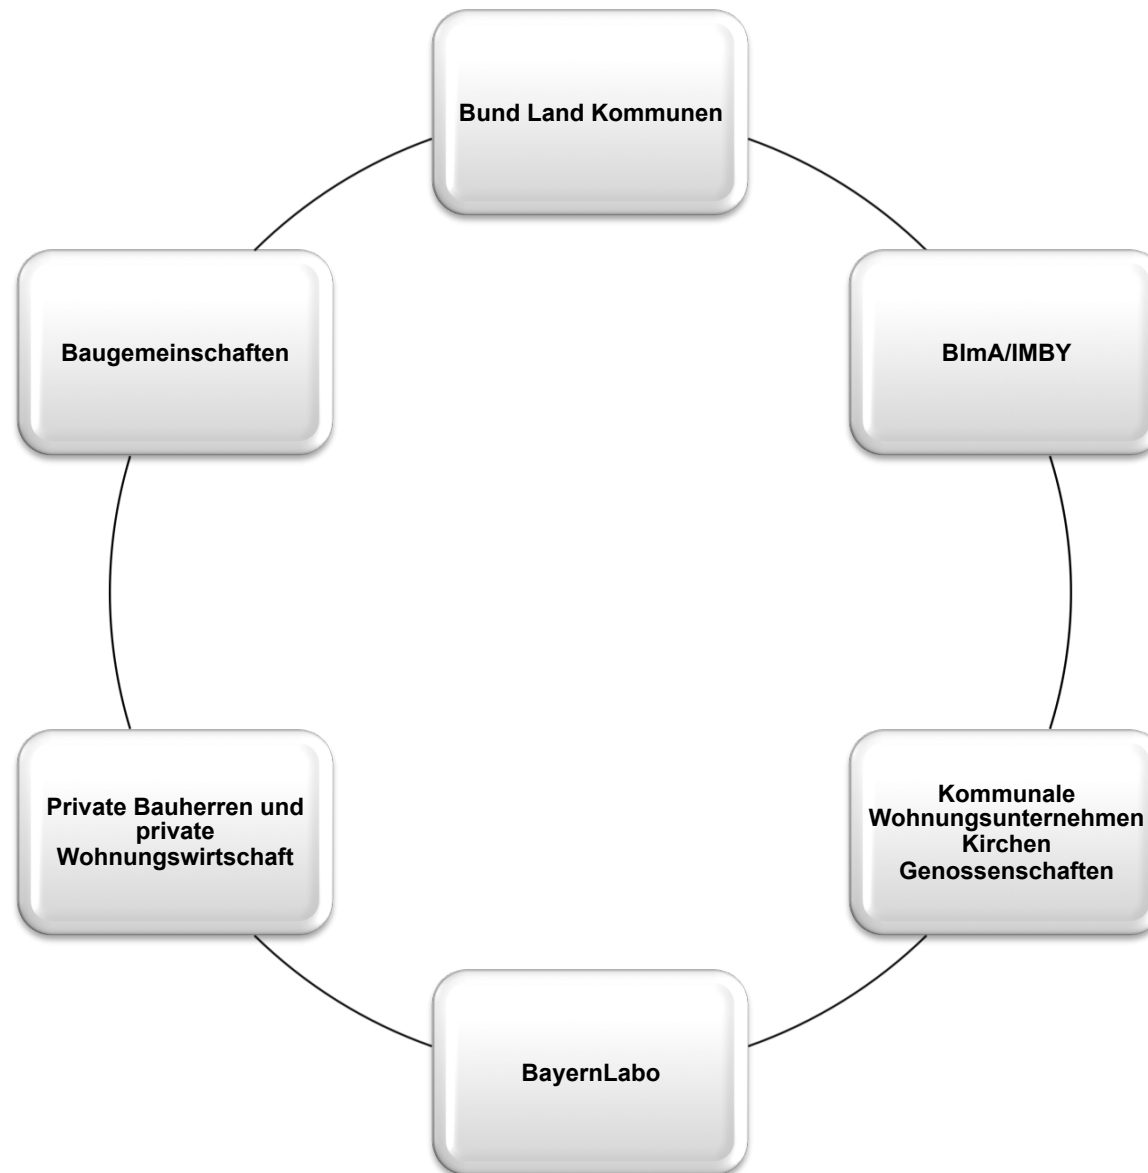 Bund Land Kommunen
Baugemeinschaften
BImA/IMBY
Private Bauherren und
private
Wohnungswirtschaft
Kommunale
Wohnungsunternehmen
Kirchen
Genossenschaften
BayernLabo